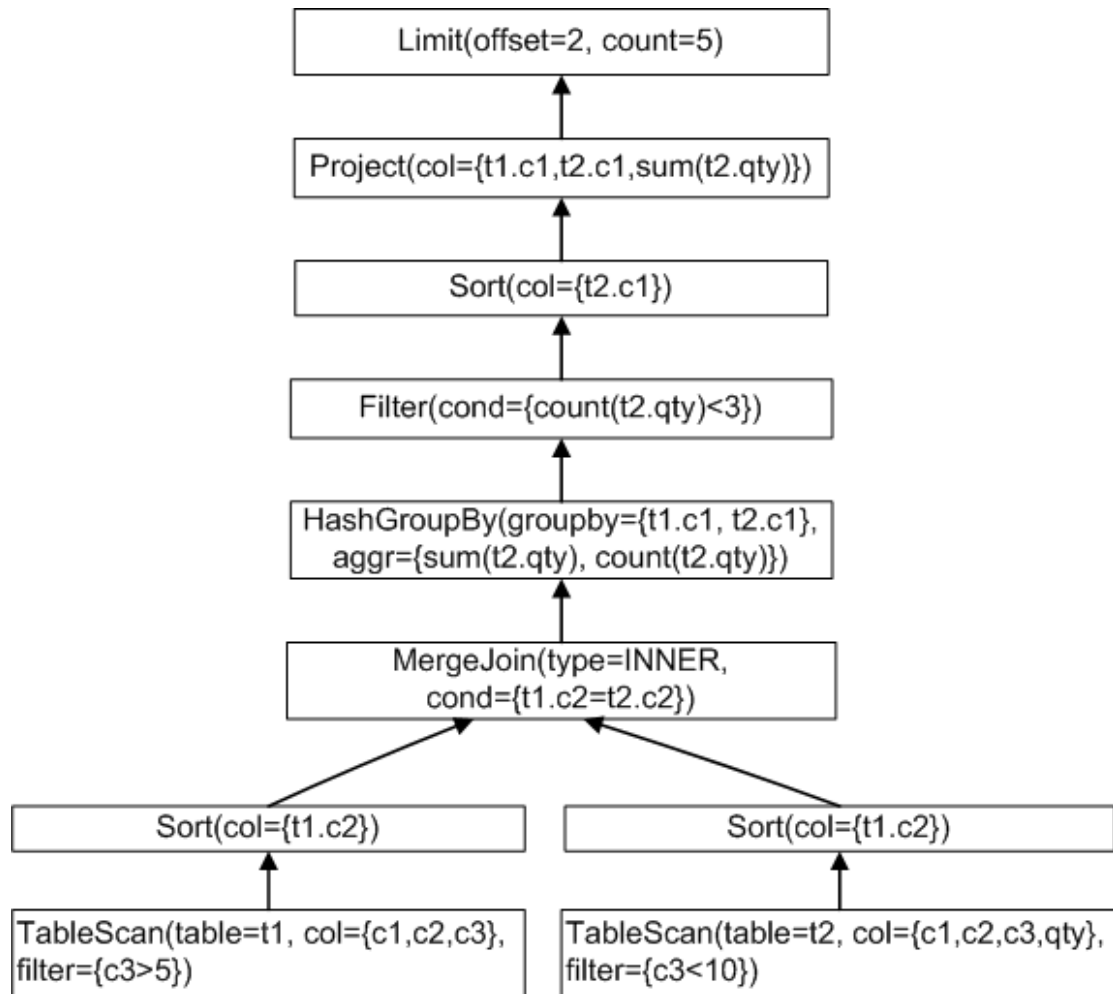 Limit(offset=2, count=5)
Project(col={t1.c1,t2.c1,sum(t2.qty)})
Sort(col={t2.c1})
Filter(cond={count(t2.qty)<3})
HashGroupBy(groupby={t1.c1, t2.c1},
aggr={sum(t2.qty), count(t2.qty)})
MergeJoin(type=INNER,
cond={t1.c2=t2.c2})
Sort(col={t1.c2})
Sort(col={t1.c2})
TableScan(table=t1, col={c1,c2,c3},
filter={c3>5})
TableScan(table=t2, col={c1,c2,c3,qty},
filter={c3<10})